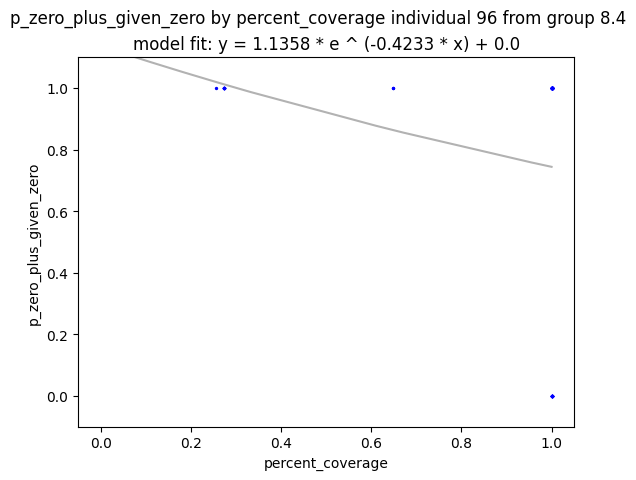 p_zero_plus_given_zero by percent_coverage individual 96 from group 8.4
model fit: y = 1.1358 * e ^ (-0.4233 * x) + 0.0
1.0
0.8
0.6
0.4
0.2
0.0
p_zero_plus_given_zero
0.0 0.2 0.4 0.6 0.8 1.0
percent_coverage